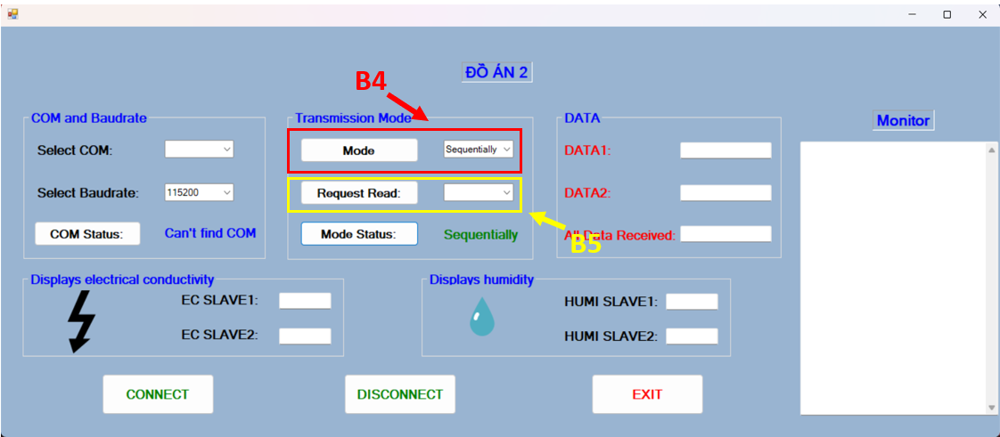 ĐỒ ÁN 2
B4
COM and Baudrate
Select COM:
Select Baudrate: 115200
COM Status: Can't find COM
Transmission Mode
Mode Sequentially
Request Read:
Mode Status: Sequentially
B5
DATA
DATA1:
DATA2:
All Data Received:
Monitor
Displays electrical conductivity
EC SLAVE1:
EC SLAVE2:
Displays humidity
HUMI SLAVE1:
HUMI SLAVE2:
CONNECT
DISCONNECT
EXIT